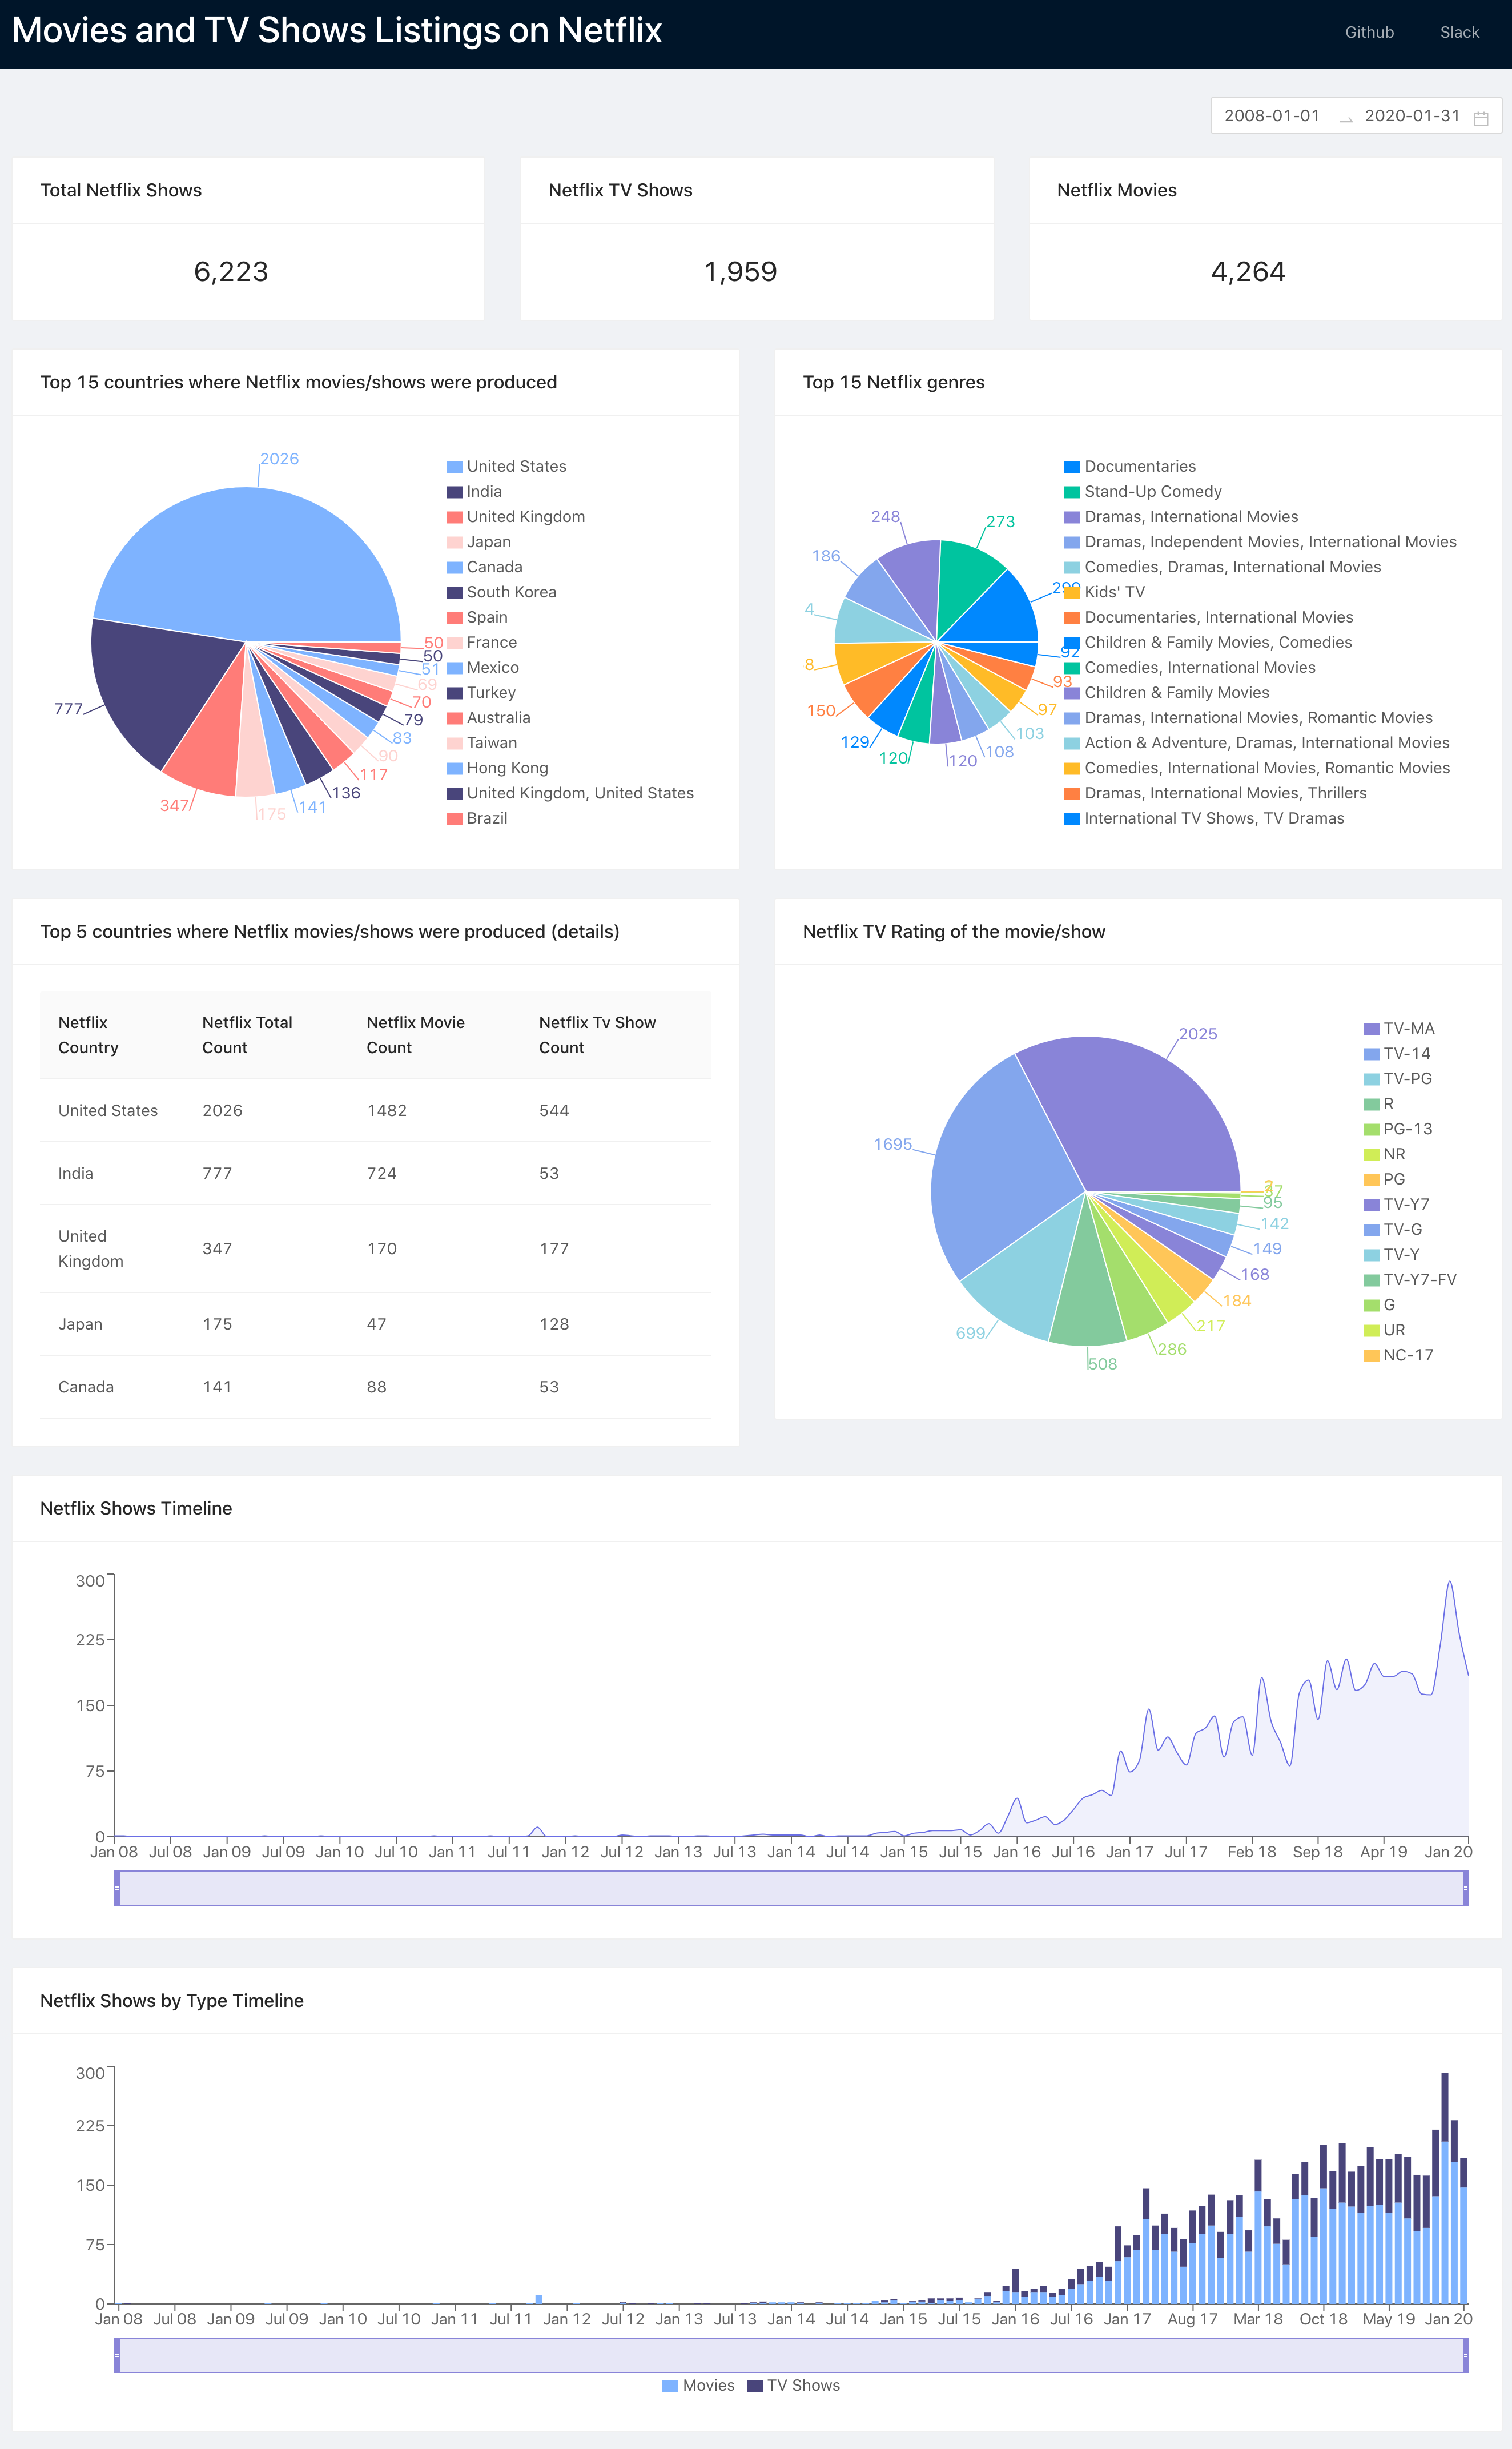 Movies and TV Shows Listings on Netflix
Github
Slack
2008-01-01
2020-01-31
Total Netflix Shows
6,223
Netflix TV Shows
1,959
Netflix Movies
4,264
Top 15 countries where Netflix movies/shows were produced
2026
777
347
175
141
136
117
90
83
79
70
69
51
50
50
United States
India
United Kingdom
Japan
Canada
South Korea
Spain
France
Mexico
Turkey
Australia
Taiwan
Hong Kong
United Kingdom, United States
Brazil
Top 15 Netflix genres
273
248
186
4
8
150
129
120
120
108
103
97
93
92
Documentaries
Stand-Up Comedy
Dramas, International Movies
Dramas, Independent Movies, International Movies
Comedies, Dramas, International Movies
Kids' TV
Documentaries, International Movies
Children & Family Movies, Comedies
Comedies, International Movies
Children & Family Movies
Dramas, International Movies, Romantic Movies
Action & Adventure, Dramas, International Movies
Comedies, International Movies, Romantic Movies
Dramas, International Movies, Thrillers
International TV Shows, TV Dramas
Top 5 countries where Netflix movies/shows were produced (details)
Netflix Country Netflix Total Count Netflix Movie Count Netflix Tv Show Count
United States 2026 1482 544
India 777 724 53
United Kingdom 347 170 177
Japan 175 47 128
Canada 141 88 53
Netflix TV Rating of the movie/show
2025
1695
699
508
286
217
184
168
149
142
95
TV-MA
TV-14
TV-PG
R
PG-13
NR
PG
TV-Y7
TV-G
TV-Y
TV-Y7-FV
G
UR
NC-17
Netflix Shows Timeline
300
225
150
75
0
Jan 08 Jul 08 Jan 09 Jul 09 Jan 10 Jul 10 Jan 11 Jul 11 Jan 12 Jul 12 Jan 13 Jul 13 Jan 14 Jul 14 Jan 15 Jul 15 Jan 16 Jul 16 Jan 17 Jul 17 Feb 18 Sep 18 Apr 19 Jan 20
Netflix Shows by Type Timeline
300
225
150
75
0
Jan 08 Jul 08 Jan 09 Jul 09 Jan 10 Jul 10 Jan 11 Jul 11 Jan 12 Jul 12 Jan 13 Jul 13 Jan 14 Jul 14 Jan 15 Jul 15 Jan 16 Jul 16 Jan 17 Aug 17 Mar 18 Oct 18 May 19 Jan 20
Movies TV Shows